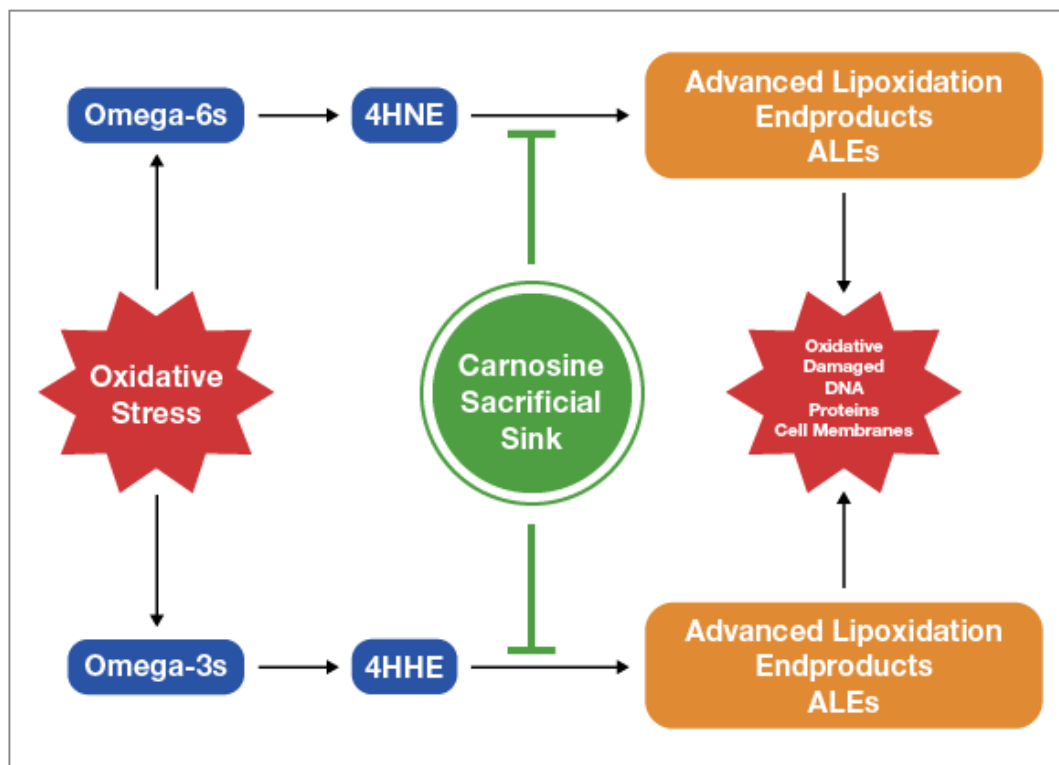 Omega-6s
4HNE
Advanced Lipoxidation
Endproducts
ALEs
Oxidative
Stress
Carnosine
Sacrificial
Sink
Oxidative
Damaged
DNA
Proteins
Cell Membranes
Omega-3s
4HHE
Advanced Lipoxidation
Endproducts
ALEs